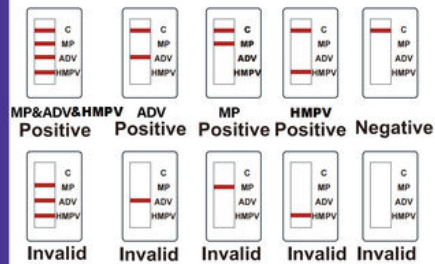 C C C C C
MP MP MP MP MP
ADV ADV ADV ADV ADV
HMPV HMPV HMPV HMPV HMPV
MP&ADV&HMPV ADV MP HMPV
Positive Positive Positive Positive Negative
C C C C C
MP MP MP MP MP
ADV ADV ADV ADV ADV
HMPV HMPV HMPV HMPV HMPV
Invalid Invalid Invalid Invalid Invalid